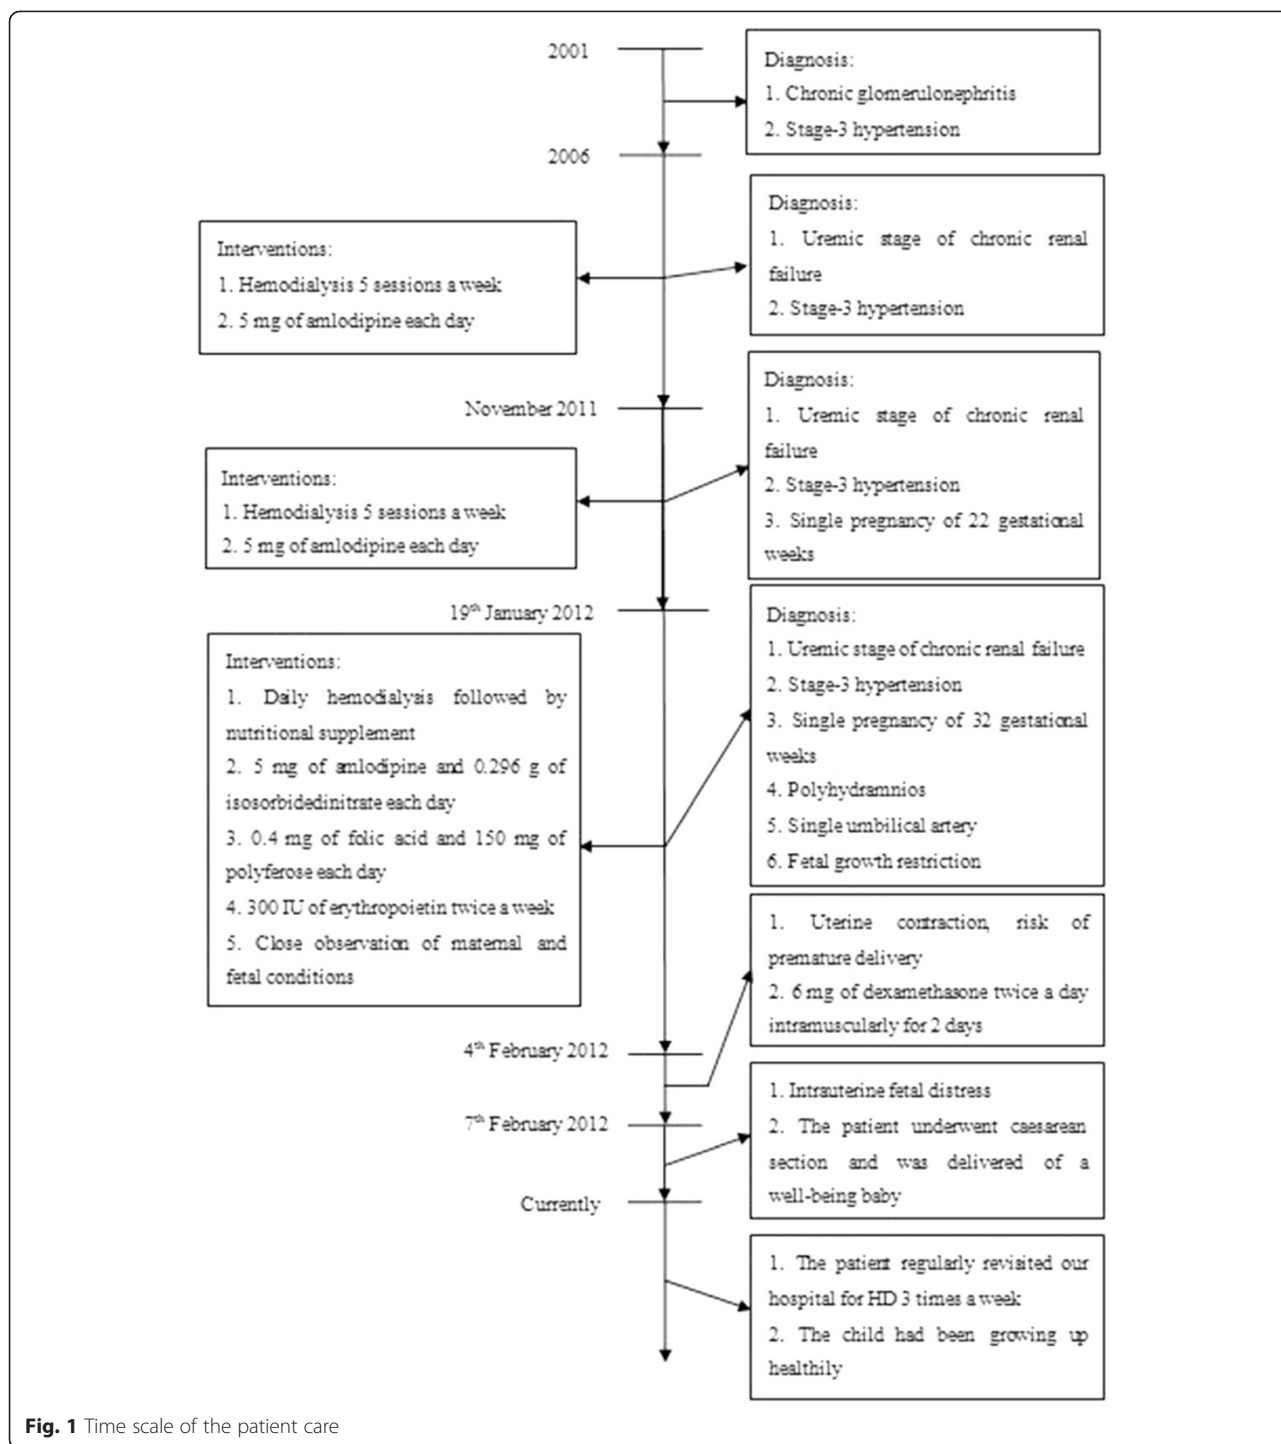 2001
Diagnosis:
1. Chronic glomerulonephritis
2. Stage-3 hypertension
2006
Diagnosis:
1. Uremic stage of chronic renal
failure
2. Stage-3 hypertension
Interventions:
1. Hemodialysis 5 sessions a week
2. 5 mg of amlodipine each day
November 2011
Diagnosis:
1. Uremic stage of chronic renal
failure
2. Stage-3 hypertension
3. Single pregnancy of 22 gestational
weeks
Interventions:
1. Hemodialysis 5 sessions a week
2. 5 mg of amlodipine each day
19th January 2012
Diagnosis:
1. Uremic stage of chronic renal failure
2. Stage-3 hypertension
3. Single pregnancy of 32 gestational
weeks
4. Polyhydramnios
5. Single umbilical artery
6. Fetal growth restriction
Interventions:
1. Daily hemodialysis followed by
nutritional supplement
2. 5 mg of amlodipine and 0.296 g of
isosorbidedinitrate each day
3. 0.4 mg of folic acid and 150 mg of
polyferose each day
4. 300 IU of erythropoietin twice a week
5. Close observation of maternal and
fetal conditions
4th February 2012
1. Uterine contraction, risk of
premature delivery
2. 6 mg of dexamethasone twice a day
intramuscularly for 2 days
7th February 2012
1. Intrauterine fetal distress
2. The patient underwent caesarean
section and was delivered of a
well-being baby
Currently
1. The patient regularly revisited our
hospital for HD 3 times a week
2. The child had been growing up
healthily
Fig. 1 Time scale of the patient care